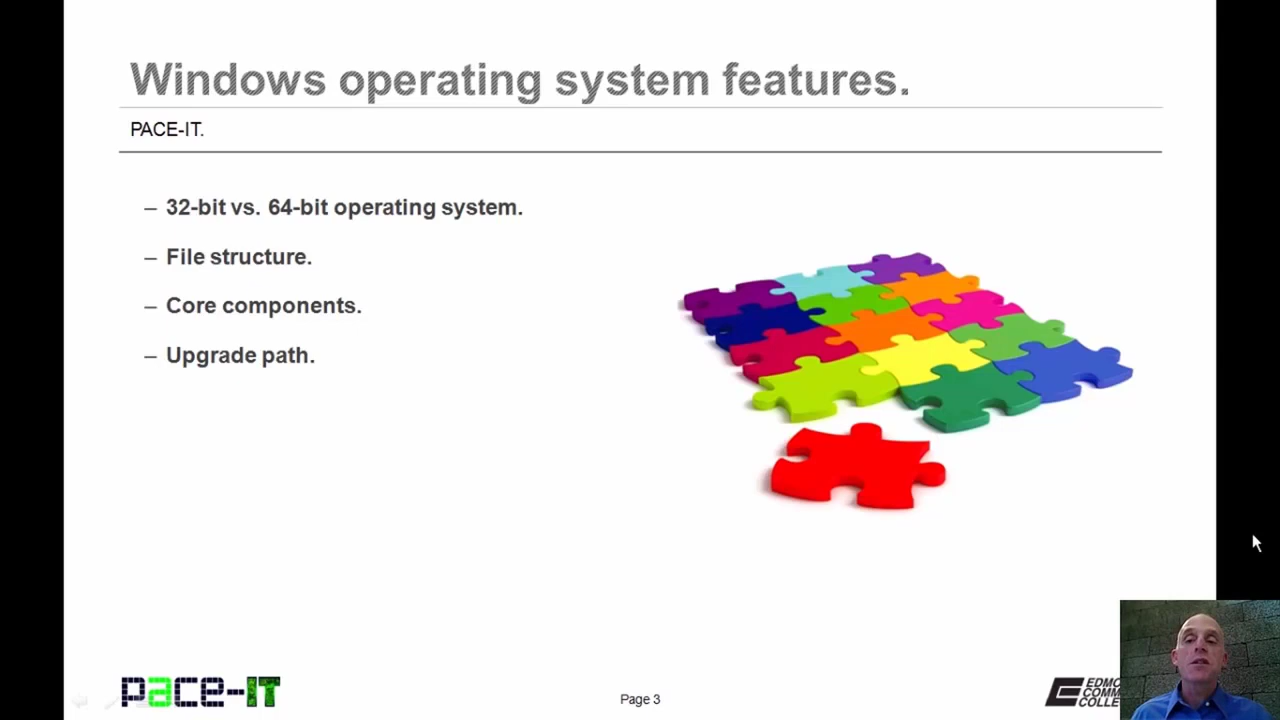 Windows operating system features.
PACE-IT.
– 32-bit vs. 64-bit operating system.
– File structure.
– Core components.
– Upgrade path.
pace-IT
Page 3
COLLE